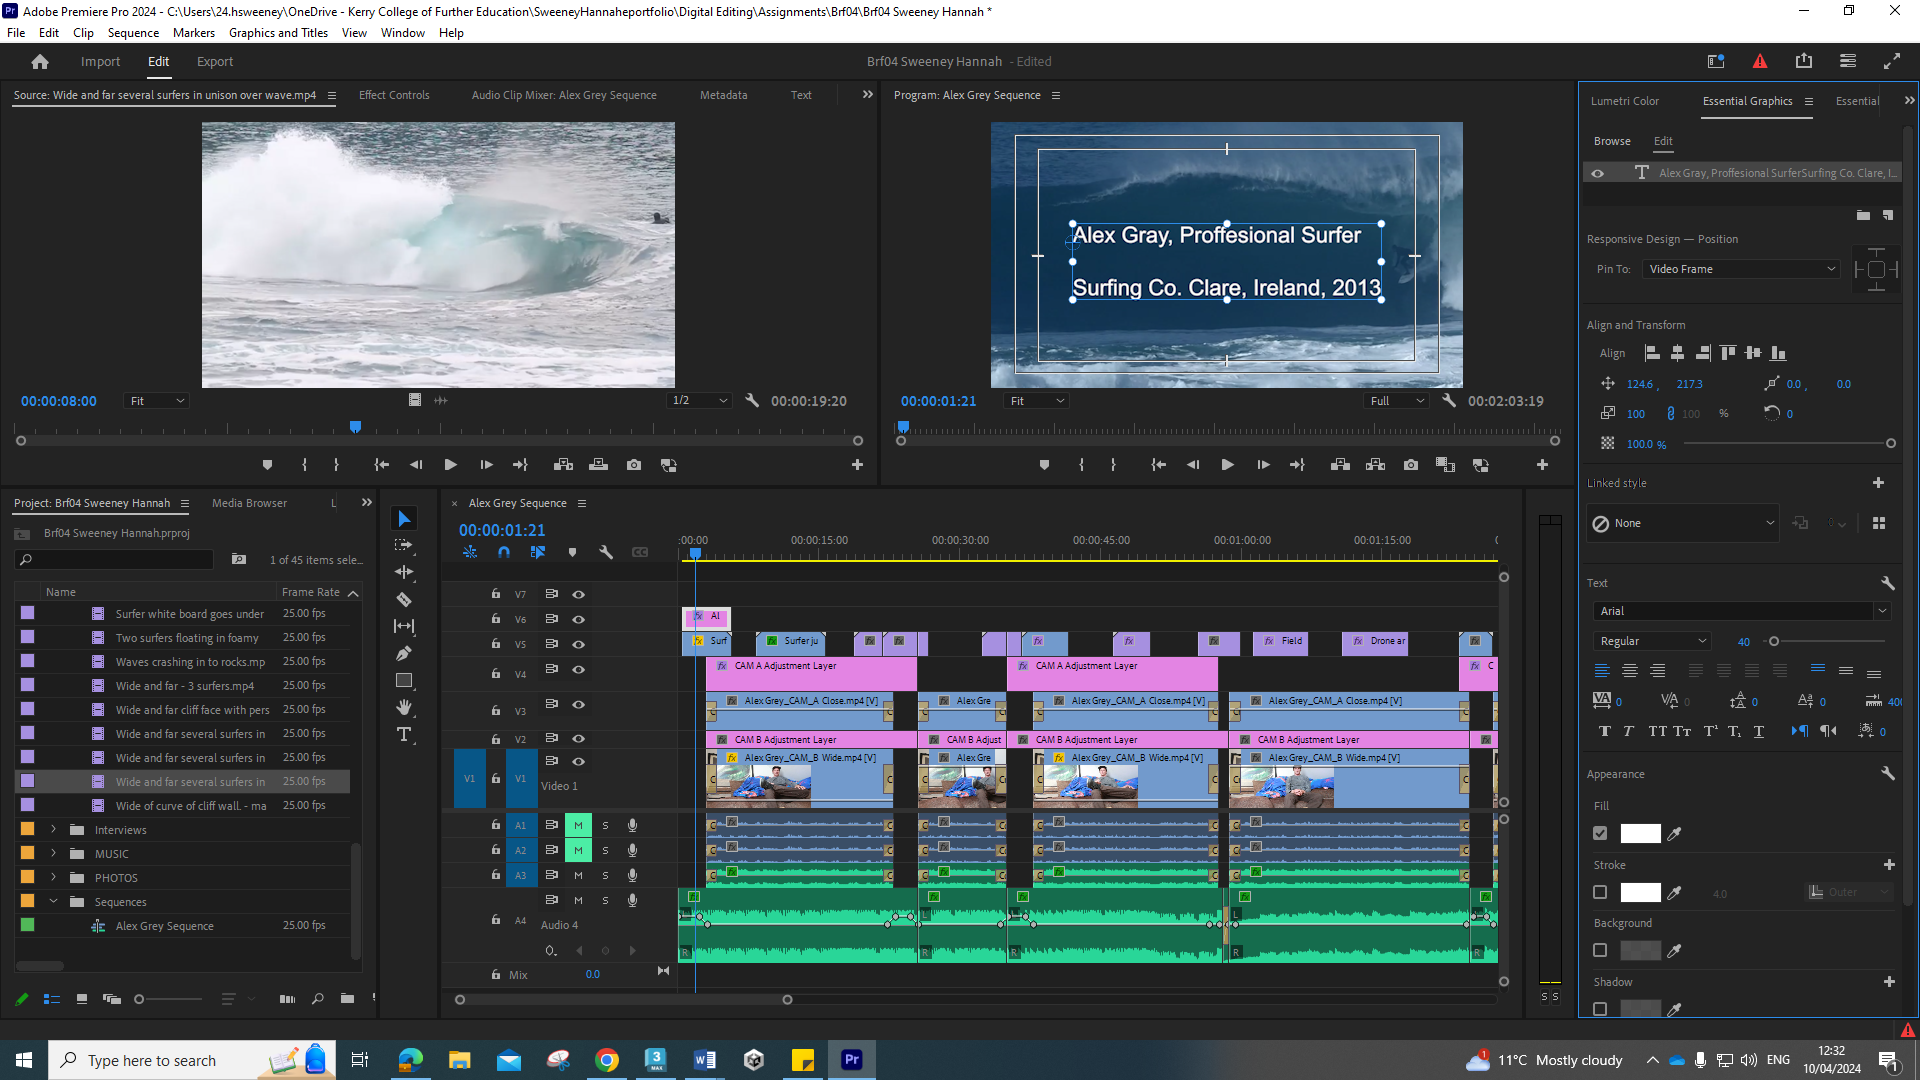 Adobe Premiere Pro 2024 - C:\Users\24.hsweeney\OneDrive - Kerry College of Further Education\SweeneyHannaheportfolio\Digital Editing\Assignments\Brf04\Brf04 Sweeney Hannah *
File Edit Clip Sequence Markers Graphics and Titles View Window Help
Import Edit Export
Brf04 Sweeney Hannah - Edited
Source: Wide and far several surfers in unison over wave.mp4
Effect Controls
Audio Clip Mixer: Alex Grey Sequence
Metadata
Text
Program: Alex Grey Sequence
Lumetri Color
Essential Graphics
Essential
Browse
Edit
Alex Gray, Proffesional SurferSurfing Co. Clare, I...
Alex Gray, Proffesional Surfer
Surfing Co. Clare, Ireland, 2013
Responsive Design — Position
Pin To: Video Frame
Align and Transform
Align
124.6 , 217.3 0.0 , 0.0
100 100 % 0
100.0 %
00:00:08:00 Fit 1/2 00:00:19:20
00:00:01:21 Fit Full 00:02:03:19
Linked style
None
Text
Arial
Regular 40
0 0 0 0 400
0
Appearance
Fill
Stroke
4.0 Outer
Background
Shadow
Project: Brf04 Sweeney Hannah
Media Browser
L
Brf04 Sweeney Hannah.prproj
1 of 45 items sele...
Name Frame Rate
Surfer white board goes under 25.00 fps
Two surfers floating in foamy 25.00 fps
Waves crashing in to rocks.mp 25.00 fps
Wide and far - 3 surfers.mp4 25.00 fps
Wide and far cliff face with pers 25.00 fps
Wide and far several surfers in 25.00 fps
Wide and far several surfers in 25.00 fps
Wide and far several surfers in 25.00 fps
Wide of curve of cliff wall. - ma 25.00 fps
Interviews
MUSIC
PHOTOS
Sequences
Alex Grey Sequence 25.00 fps
Alex Grey Sequence
00:00:01:21
:00:00 00:00:15:00 00:00:30:00 00:00:45:00 00:01:00:00 00:01:15:00
V7
V6 Al
V5 Surf Surfer ju Field Drone ar
V4 CAM A Adjustment Layer CAM A Adjustment Layer C
V3 Alex Grey_CAM_A Close.mp4 [V] Alex Gre Alex Grey_CAM_A Close.mp4 [V] Alex Grey_CAM_A Close.mp4 [V]
V2 CAM B Adjustment Layer CAM B Adjust CAM B Adjustment Layer CAM B Adjustment Layer
V1 V1 Video 1 Alex Grey_CAM_B Wide.mp4 [V] Alex Gre Alex Grey_CAM_B Wide.mp4 [V] Alex Grey_CAM_B Wide.mp4 [V]
A1 M S
A2 M S
A3 M S
A4 M S
Audio 4
Mix 0.0
S S
Type here to search
11°C Mostly cloudy
ENG
12:32
10/04/2024